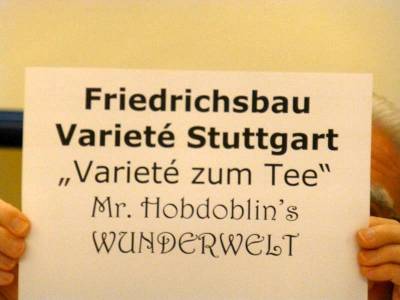 Friedrichsbau
Varieté Stuttgart
„Varieté zum Tee“
Mr. Hobdoblin's
WUNDERWELT